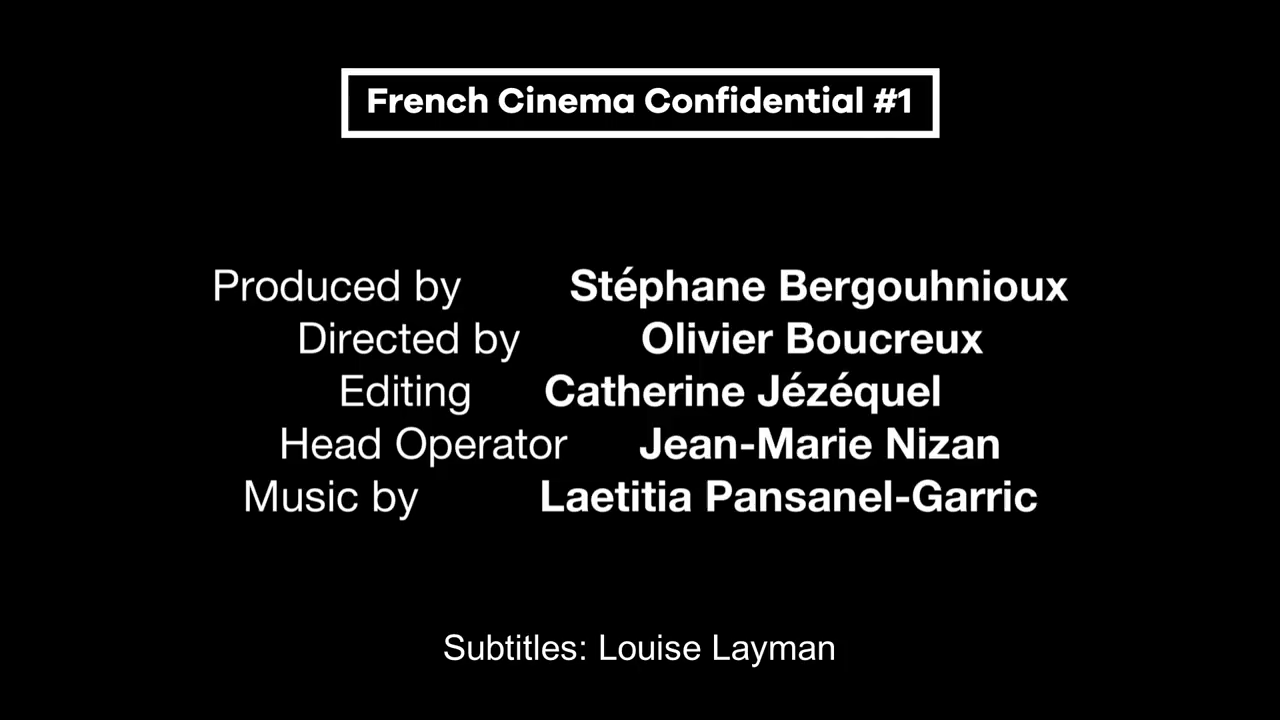 French Cinema Confidential #1
Produced by Stéphane Bergouhnioux
Directed by Olivier Boucreux
Editing Catherine Jézéquel
Head Operator Jean-Marie Nizan
Music by Laetitia Pansanel-Garric
Subtitles: Louise Layman